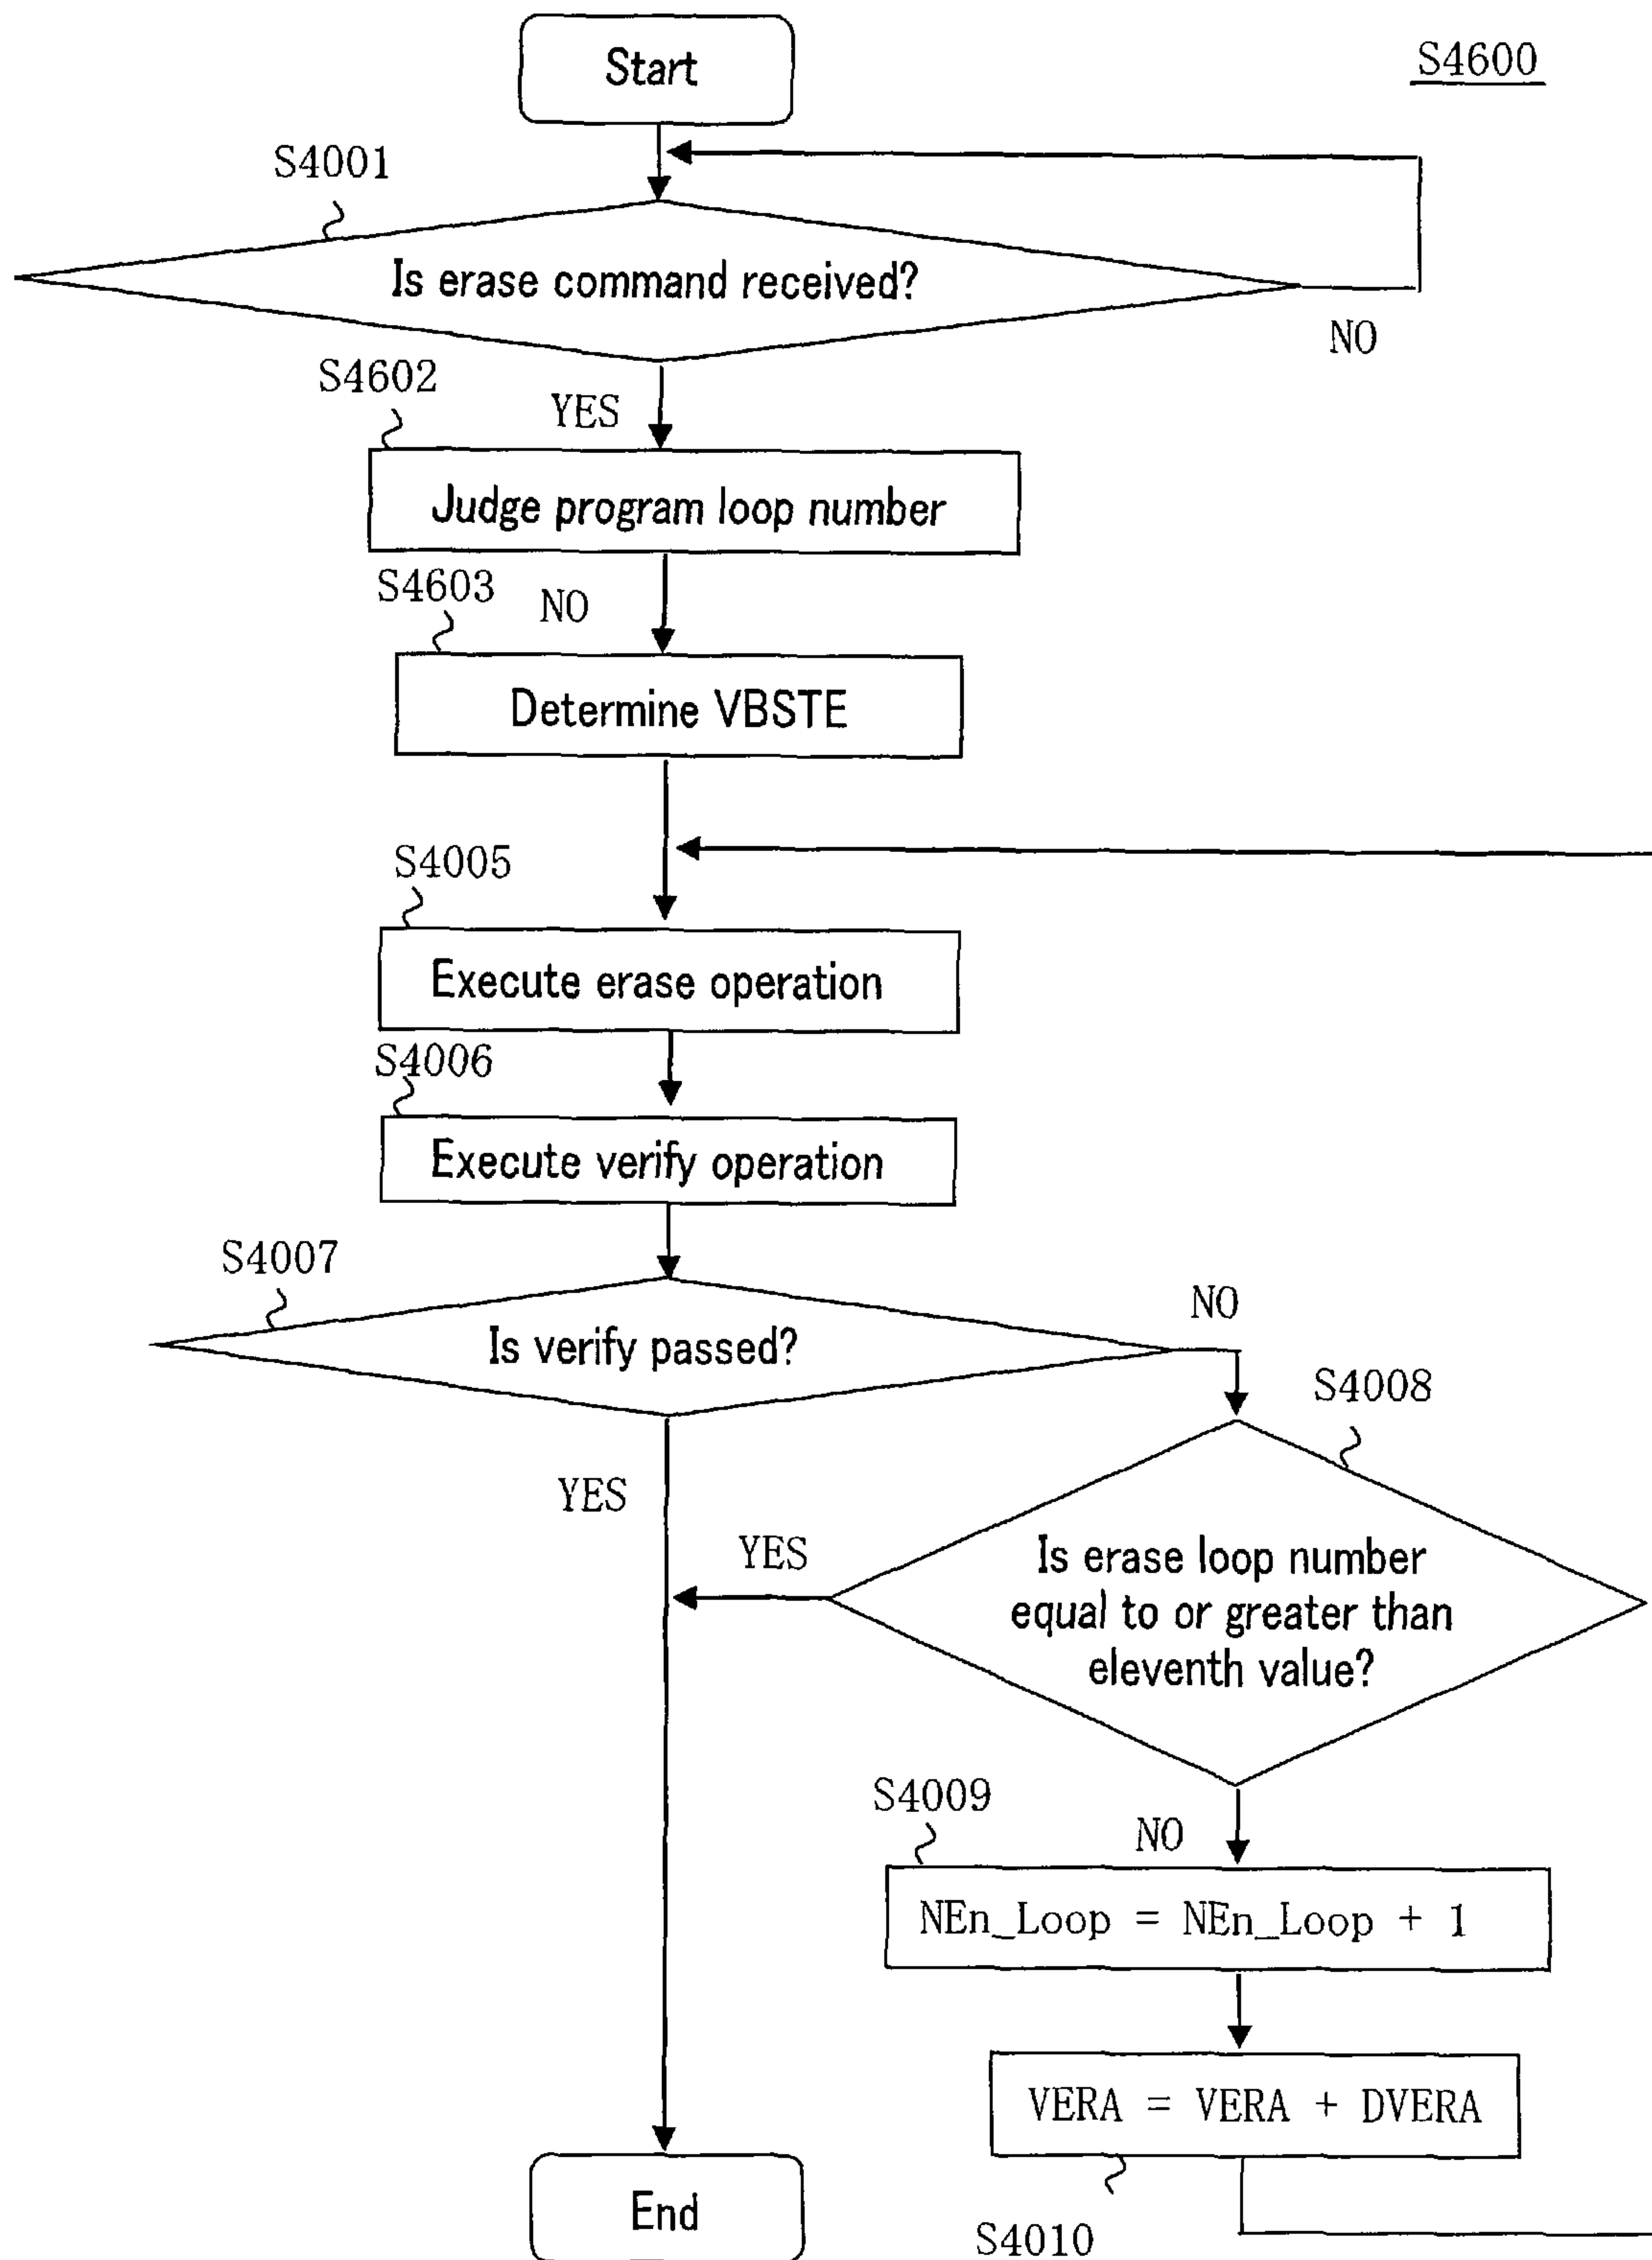 Start
S4600
S4001
Is erase command received?
NO
S4602
YES
Judge program loop number
S4603
NO
Determine VBSTE
S4005
Execute erase operation
S4006
Execute verify operation
S4007
NO
Is verify passed?
S4008
YES
YES
Is erase loop number
equal to or greater than
eleventh value?
S4009
NO
NEn_Loop = NEn_Loop + 1
VERA = VERA + DVERA
End
S4010